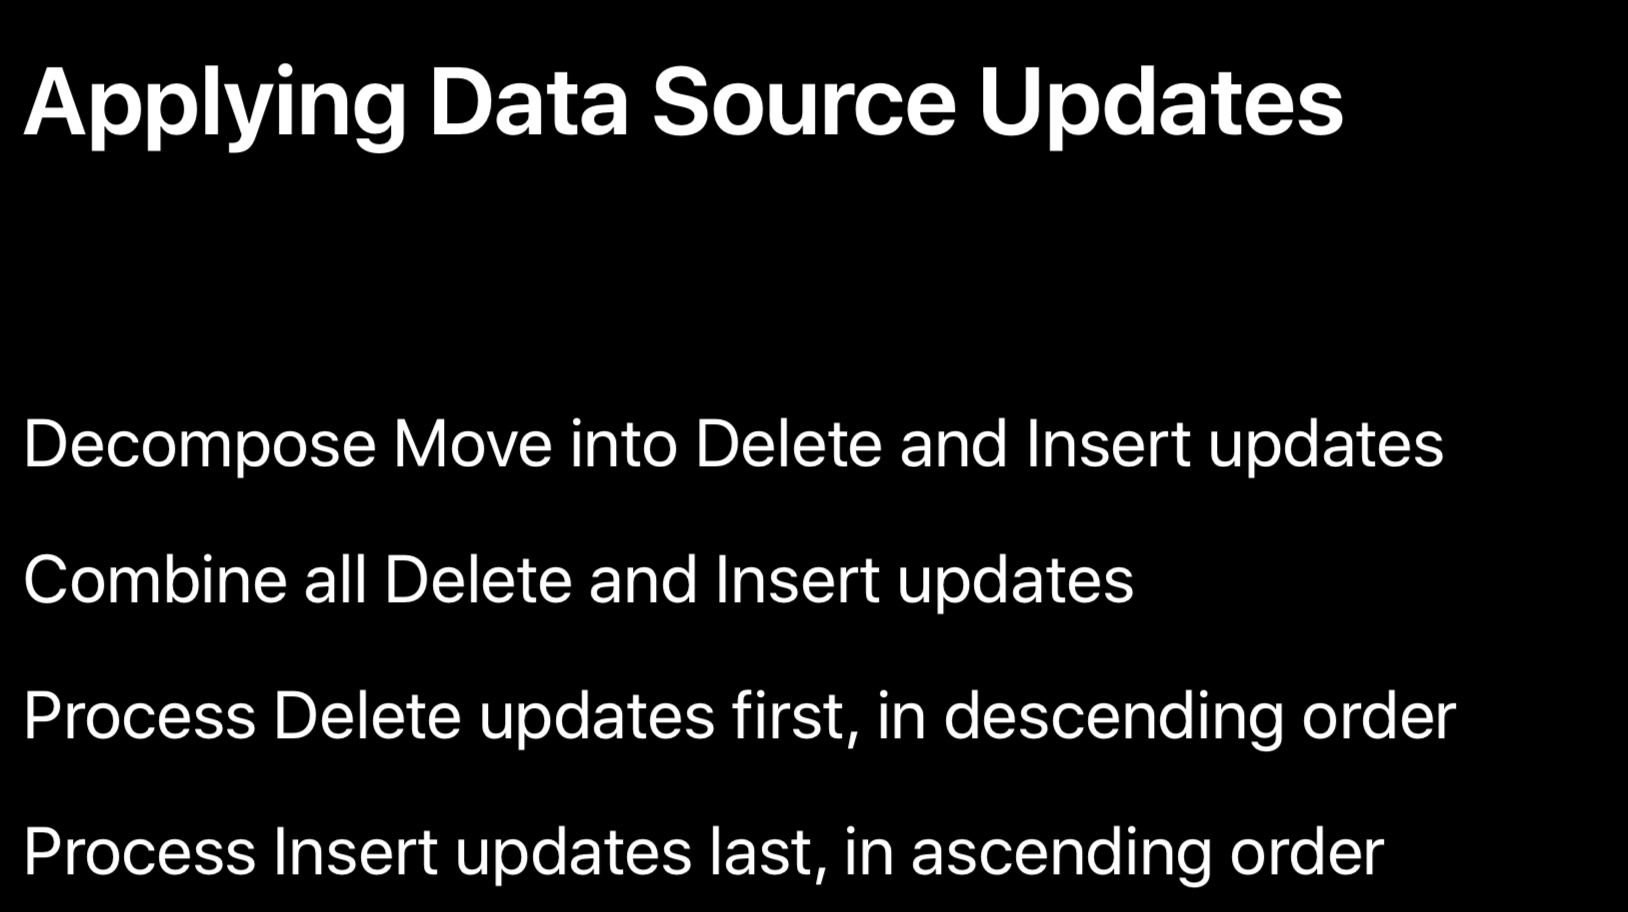 Applying Data Source Updates
Decompose Move into Delete and Insert updates
Combine all Delete and Insert updates
Process Delete updates first, in descending order
Process Insert updates last, in ascending order